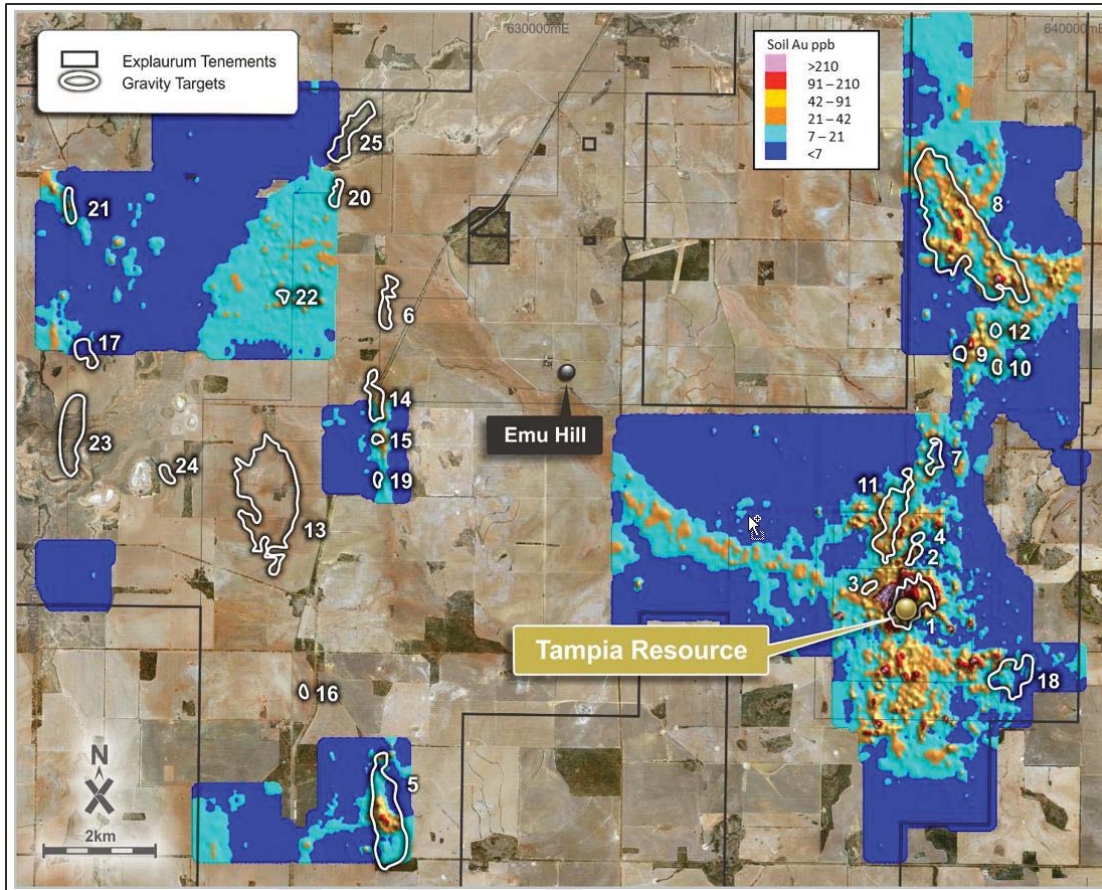 630000mE
640000mE
Explaurum Tenements
Gravity Targets
Soil Au ppb
>210
91 – 210
42 – 91
21 – 42
7 – 21
<7
25
20
21
22
6
17
14
23
15
24
19
13
16
5
Emu Hill
8
12
9
10
7
11
4
2
3
1
Tampia Resource
18
N
2km